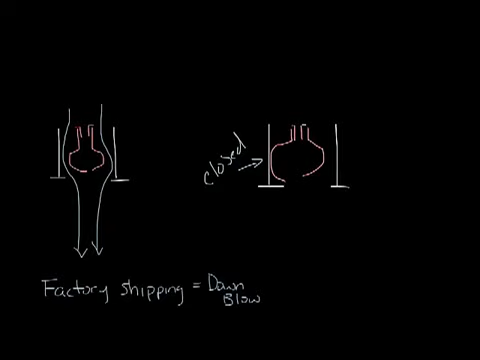 closed
Factory shipping = Down
Blow